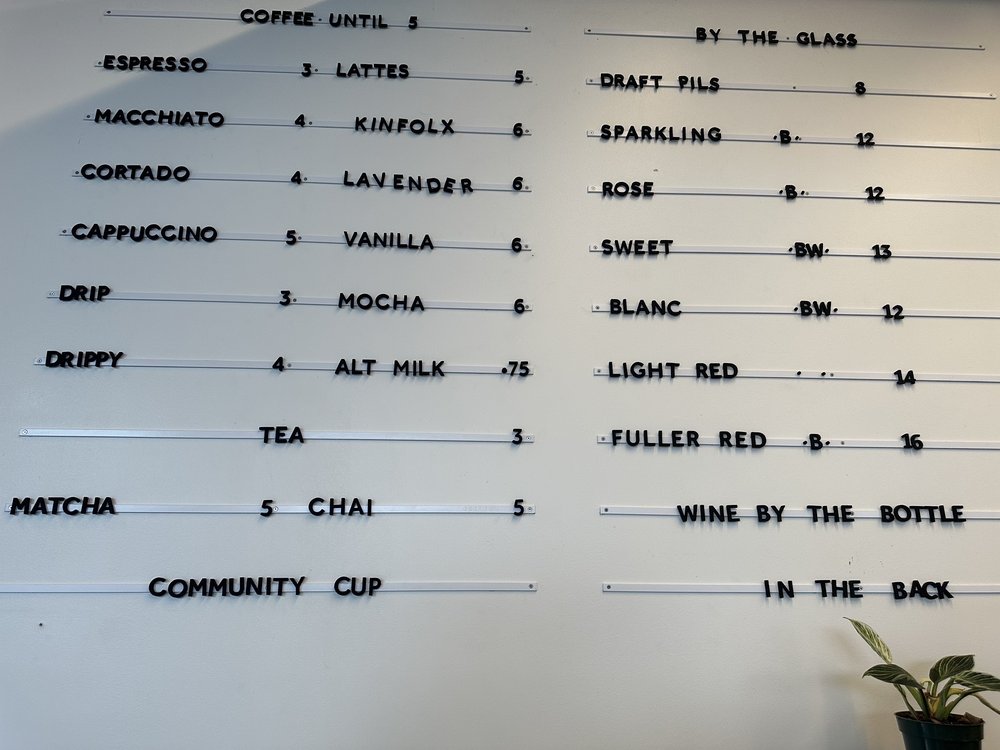 COFFEE · UNTIL 5
ESPRESSO 3· LATTES 5·
MACCHIATO 4· KINFOLX 6·
CORTADO 4· LAVENDER 6·
CAPPUCCINO 5· VANILLA 6·
DRIP 3· MOCHA 6·
DRIPPY 4 ALT MILK .75
TEA 3
MATCHA 5 CHAI 5
COMMUNITY CUP
BY THE · GLASS
DRAFT PILS 8
SPARKLING ·B· 12
ROSE ·B· 12
SWEET ·BW· 13
BLANC ·BW· 12
LIGHT RED 14
FULLER RED ·B· 16
WINE BY THE BOTTLE
IN THE BACK